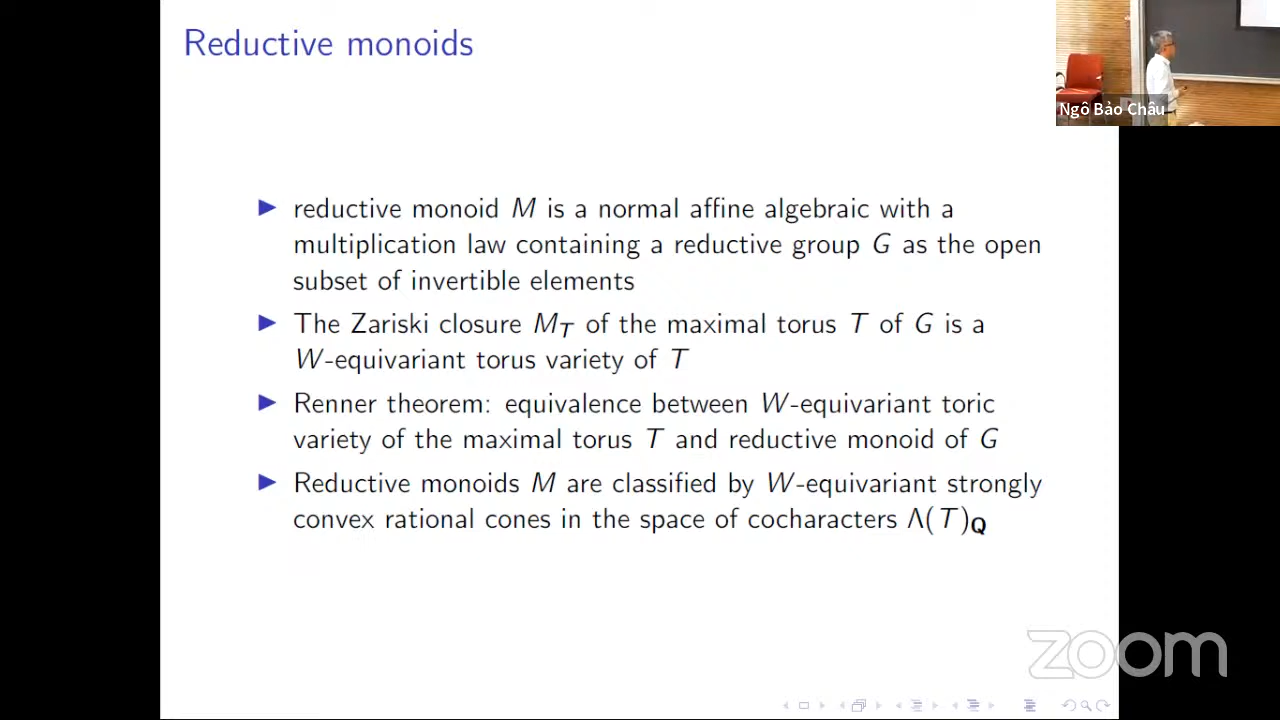 Reductive monoids
Ngô Bảo Châu
▶ reductive monoid M is a normal affine algebraic with a
multiplication law containing a reductive group G as the open
subset of invertible elements
▶ The Zariski closure M_T of the maximal torus T of G is a
W-equivariant torus variety of T
▶ Renner theorem: equivalence between W-equivariant toric
variety of the maximal torus T and reductive monoid of G
▶ Reductive monoids M are classified by W-equivariant strongly
convex rational cones in the space of cocharacters Λ(T)_Q
zoom